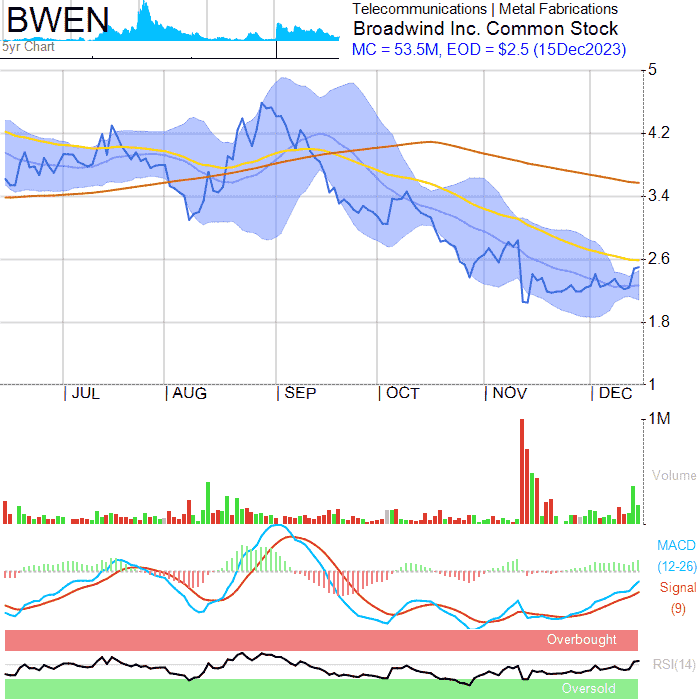 BWEN
5yr Chart
Telecommunications | Metal Fabrications
Broadwind Inc. Common Stock
MC = 53.5M, EOD = $2.5 (15Dec2023)
5
4.2
3.4
2.6
1.8
1
JUL AUG SEP OCT NOV DEC
1M
Volume
MACD
(12-26)
Signal
(9)
Overbought
RSI(14)
Oversold